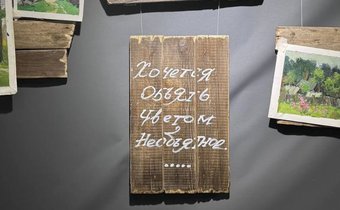 Хочется
Объять
Цветом
Необъятное.
.....